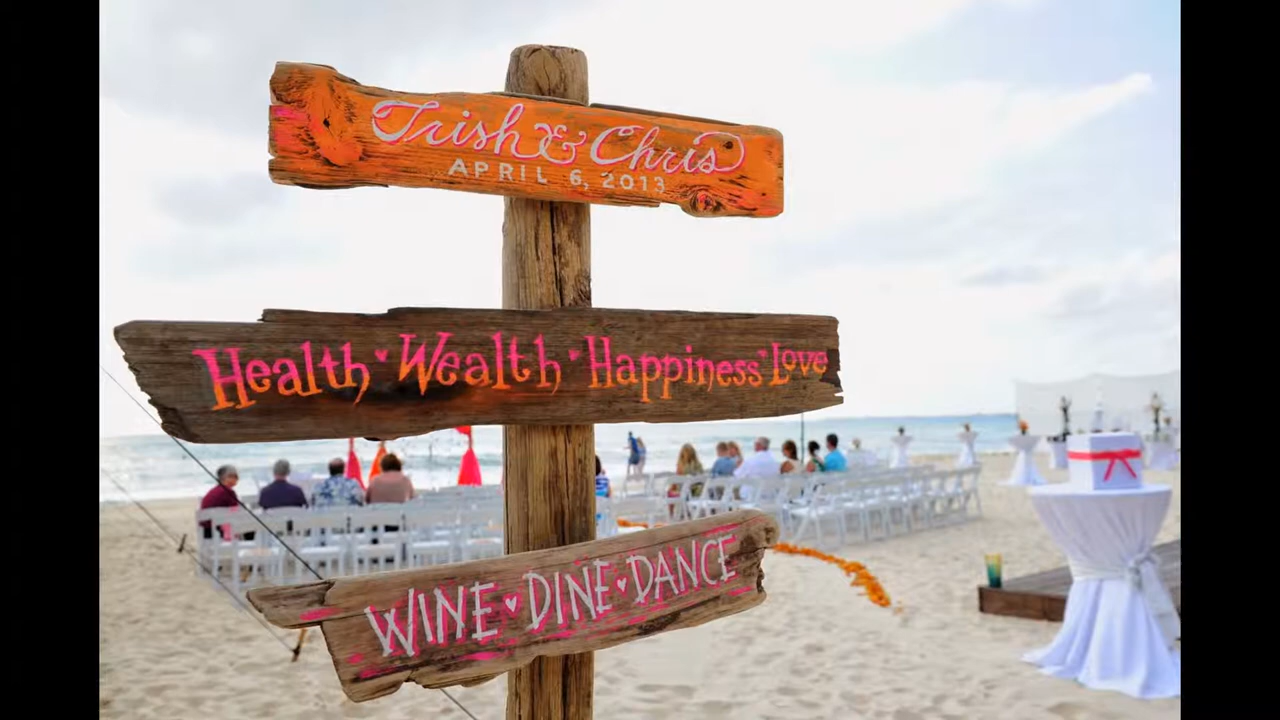 Trish & Chris
APRIL 6, 2013
Health · Wealth · Happiness · Love
WINE ♥ DINE ♥ DANCE